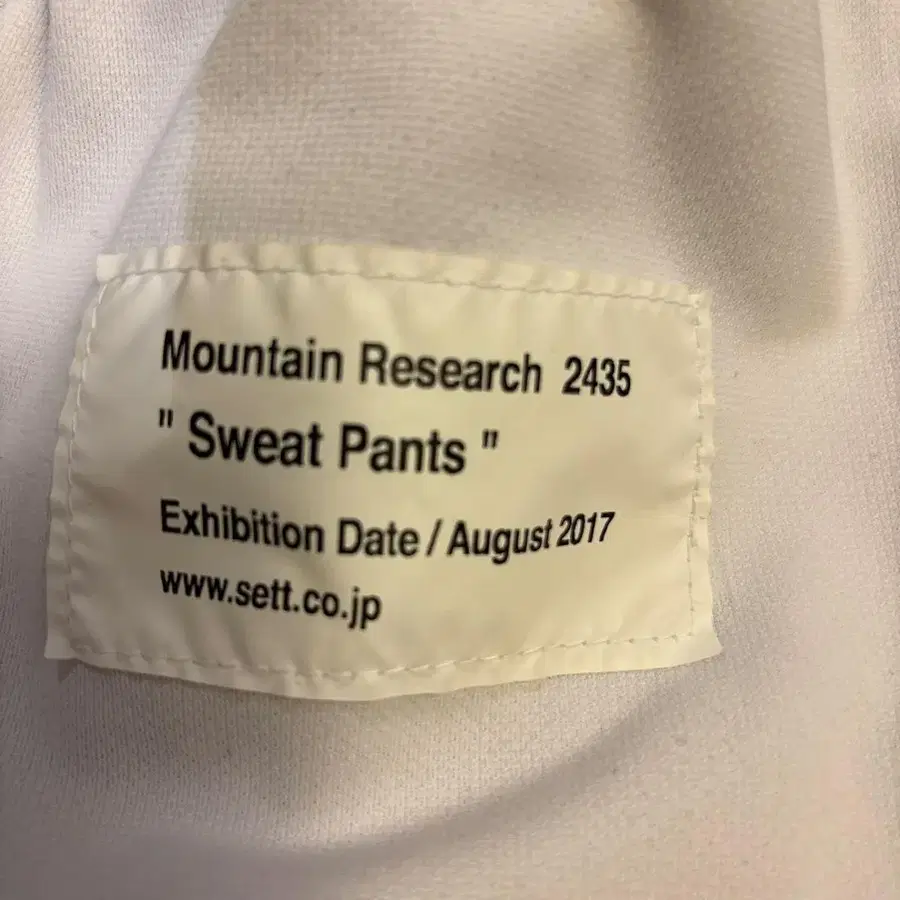 Mountain Research 2435
" Sweat Pants "
Exhibition Date / August 2017
www.sett.co.jp